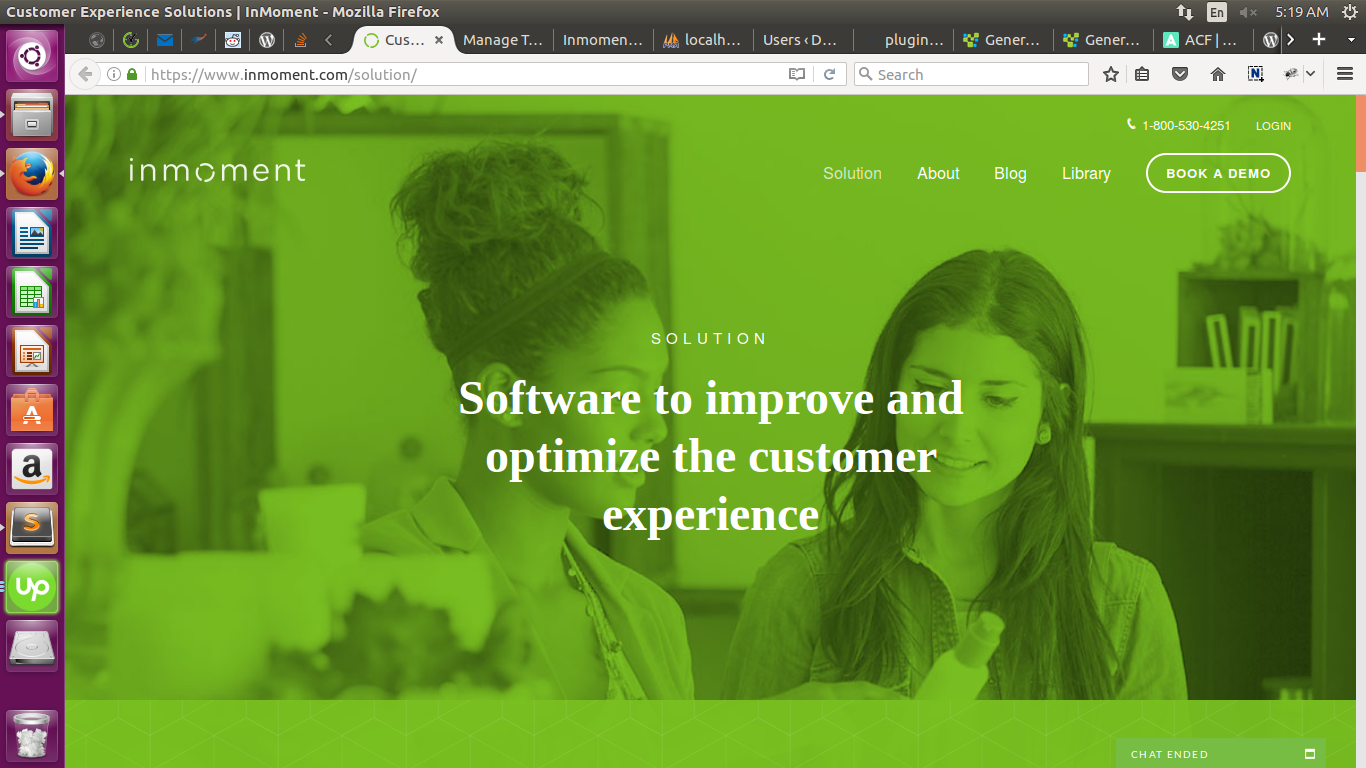 Customer Experience Solutions | InMoment - Mozilla Firefox
En
5:19 AM
Cus...
Manage T...
Inmomen...
localh...
Users ‹ D...
plugin...
Gener...
Gener...
ACF | ...
https://www.inmoment.com/solution/
Search
1-800-530-4251
LOGIN
inmoment
Solution
About
Blog
Library
BOOK A DEMO
SOLUTION
Software to improve and
optimize the customer
experience
CHAT ENDED